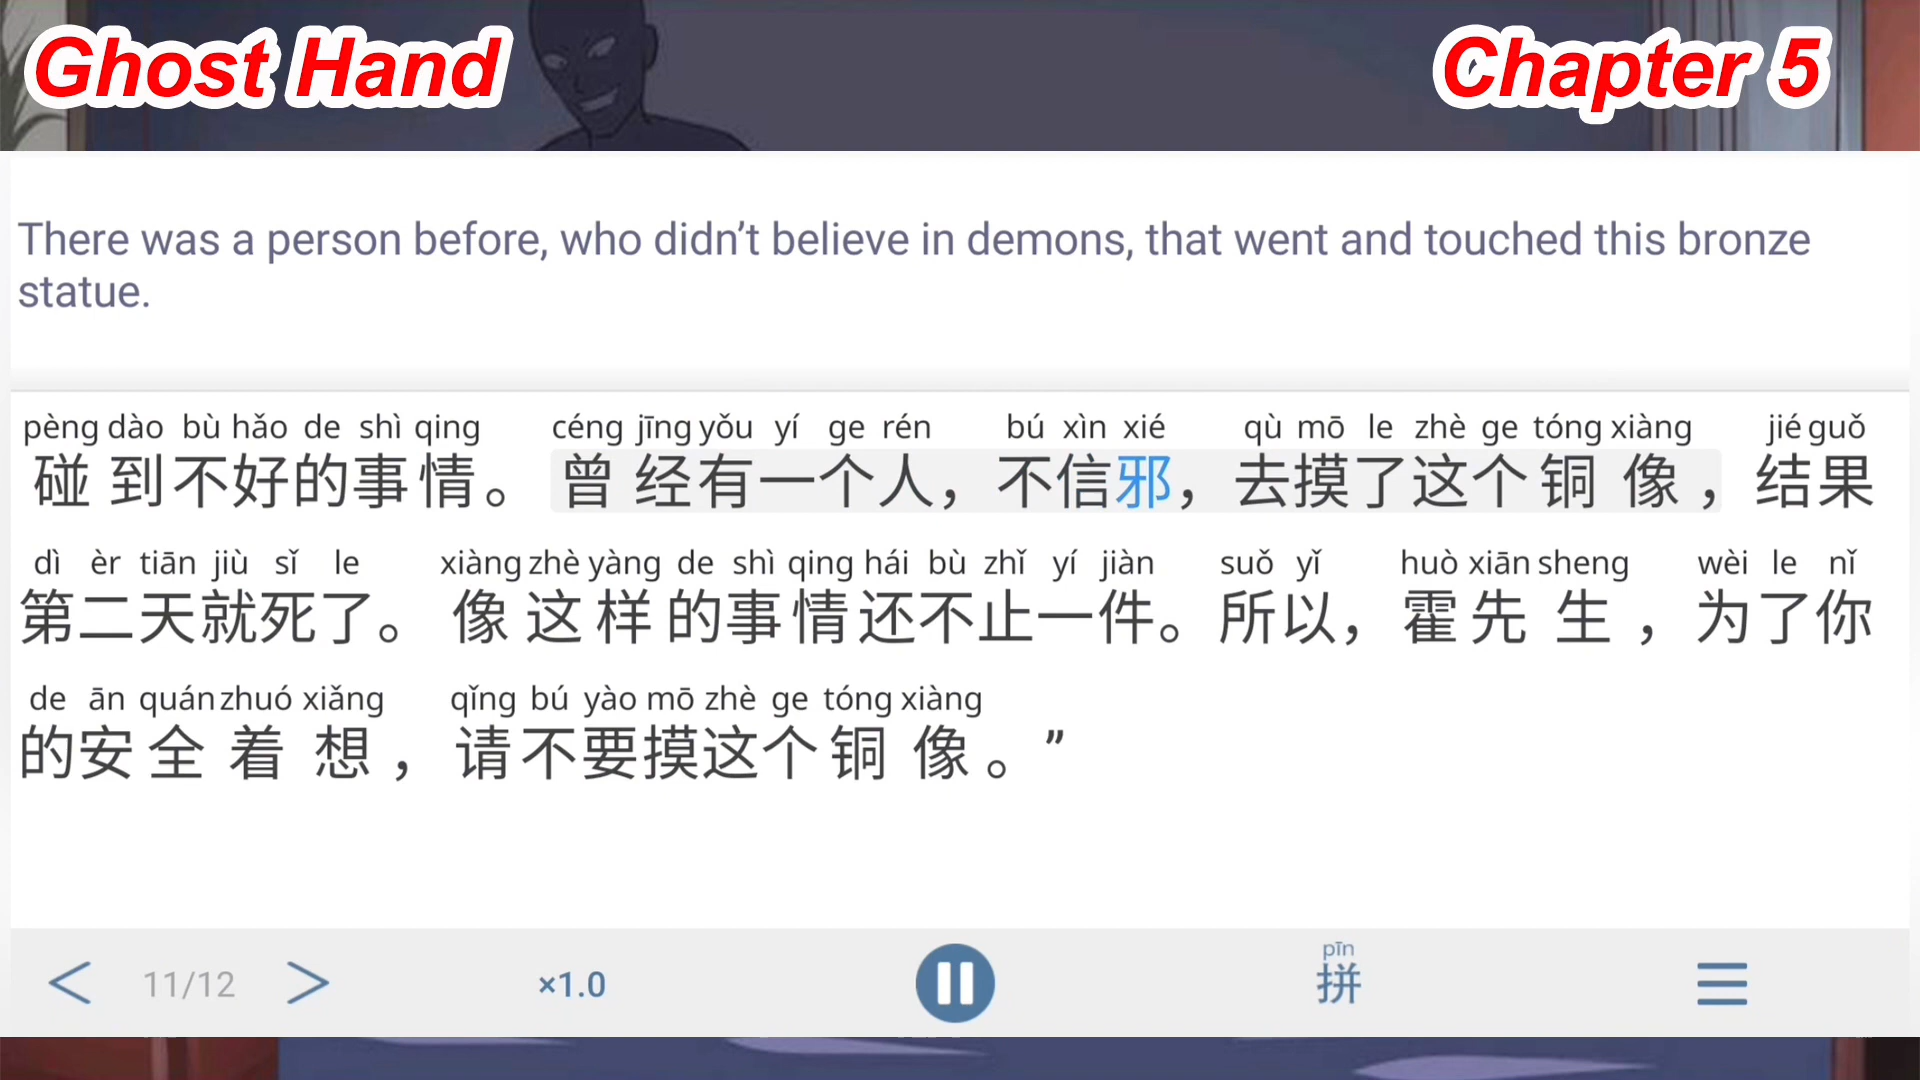 Ghost Hand
Chapter 5
There was a person before, who didn’t believe in demons, that went and touched this bronze
statue.
pèng dào bù hǎo de shì qing céng jīng yǒu yí ge rén bú xìn xié qù mō le zhè ge tóng xiàng jié guǒ
碰到不好的事情。曾经有一个人，不信邪，去摸了这个铜像，结果
dì èr tiān jiù sǐ le xiàng zhè yàng de shì qing hái bù zhǐ yí jiàn suǒ yǐ huò xiān sheng wèi le nǐ
第二天就死了。像这样的事情还不止一件。所以，霍先生，为了你
de ān quán zhuó xiǎng qǐng bú yào mō zhè ge tóng xiàng
的安全着想，请不要摸这个铜像。”
< 11/12 > ×1.0 pīn
拼